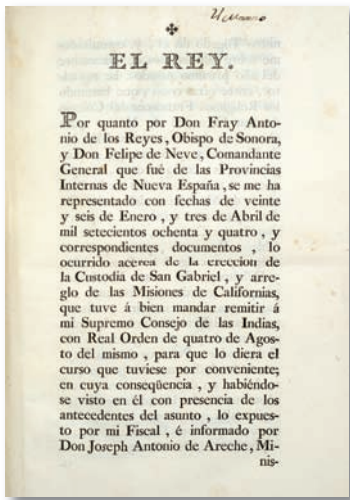 EL REY.
Por quanto por Don Fray Anto-
nio de los Reyes, Obispo de Sonora,
y Don Felipe de Neve, Comandante
General que fué de las Provincias
Internas de Nueva España, se me ha
representado con fechas de veinte
y seis de Enero, y tres de Abril de
mil setecientos ochenta y quatro, y
correspondientes documentos, lo
ocurrido acerca de la ereccion de
la Custodia de San Gabriel, y arre-
glo de las Misiones de Californias,
que tuve á bien mandar remitir á
mi Supremo Consejo de las Indias,
con Real Orden de quatro de Agos-
to del mismo, para que lo diera el
curso que tuviese por conveniente;
en cuya conseqüencia, y habiéndo-
se visto en él con presencia de los
antecedentes del asunto, lo expues-
to por mi Fiscal, é informado por
Don Joseph Antonio de Areche, Mi-
nis-